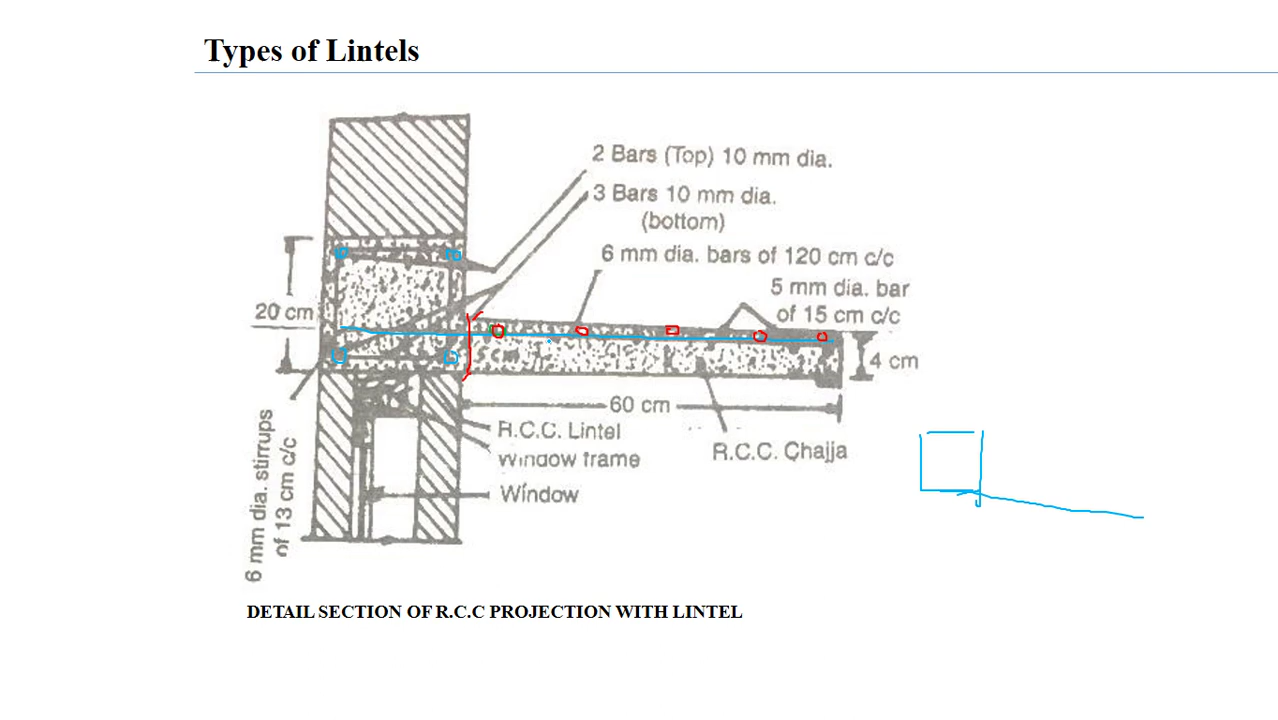 Types of Lintels
2 Bars (Top) 10 mm dia.
3 Bars 10 mm dia.
(bottom)
6 mm dia. bars of 120 cm c/c
5 mm dia. bar
of 15 cm c/c
20 cm
5cm
4 cm
60 cm
R.C.C. Lintel
Window frame
R.C.C. Chajja
Window
6 mm dia. stirrups
of 13 cm c/c
DETAIL SECTION OF R.C.C PROJECTION WITH LINTEL